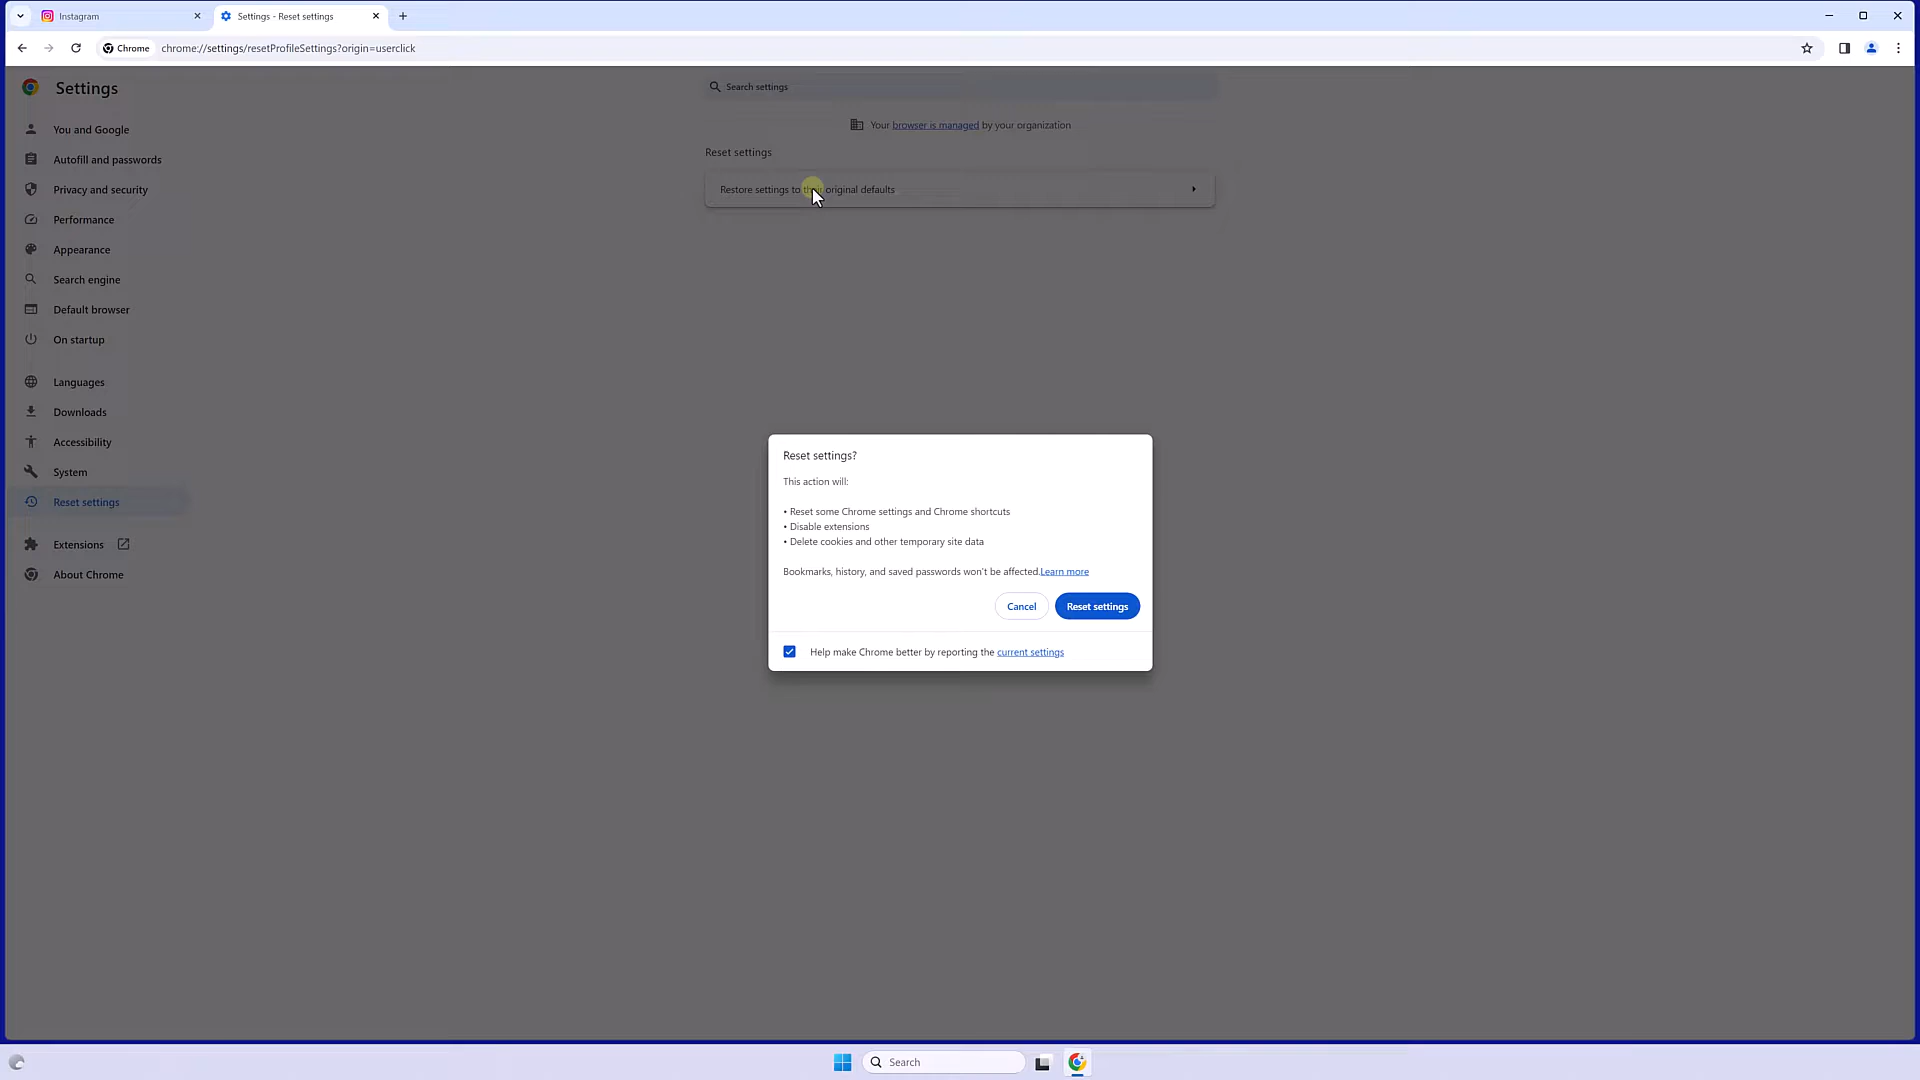 Instagram
Settings - Reset settings
Chrome
chrome://settings/resetProfileSettings?origin=userclick
Settings
Search settings
Your browser is managed by your organization
You and Google
Autofill and passwords
Privacy and security
Performance
Appearance
Search engine
Default browser
On startup
Languages
Downloads
Accessibility
System
Reset settings
Extensions
About Chrome
Reset settings
Restore settings to their original defaults
Reset settings?
This action will:
• Reset some Chrome settings and Chrome shortcuts
• Disable extensions
• Delete cookies and other temporary site data
Bookmarks, history, and saved passwords won't be affected.Learn more
Cancel
Reset settings
Help make Chrome better by reporting the current settings
Search